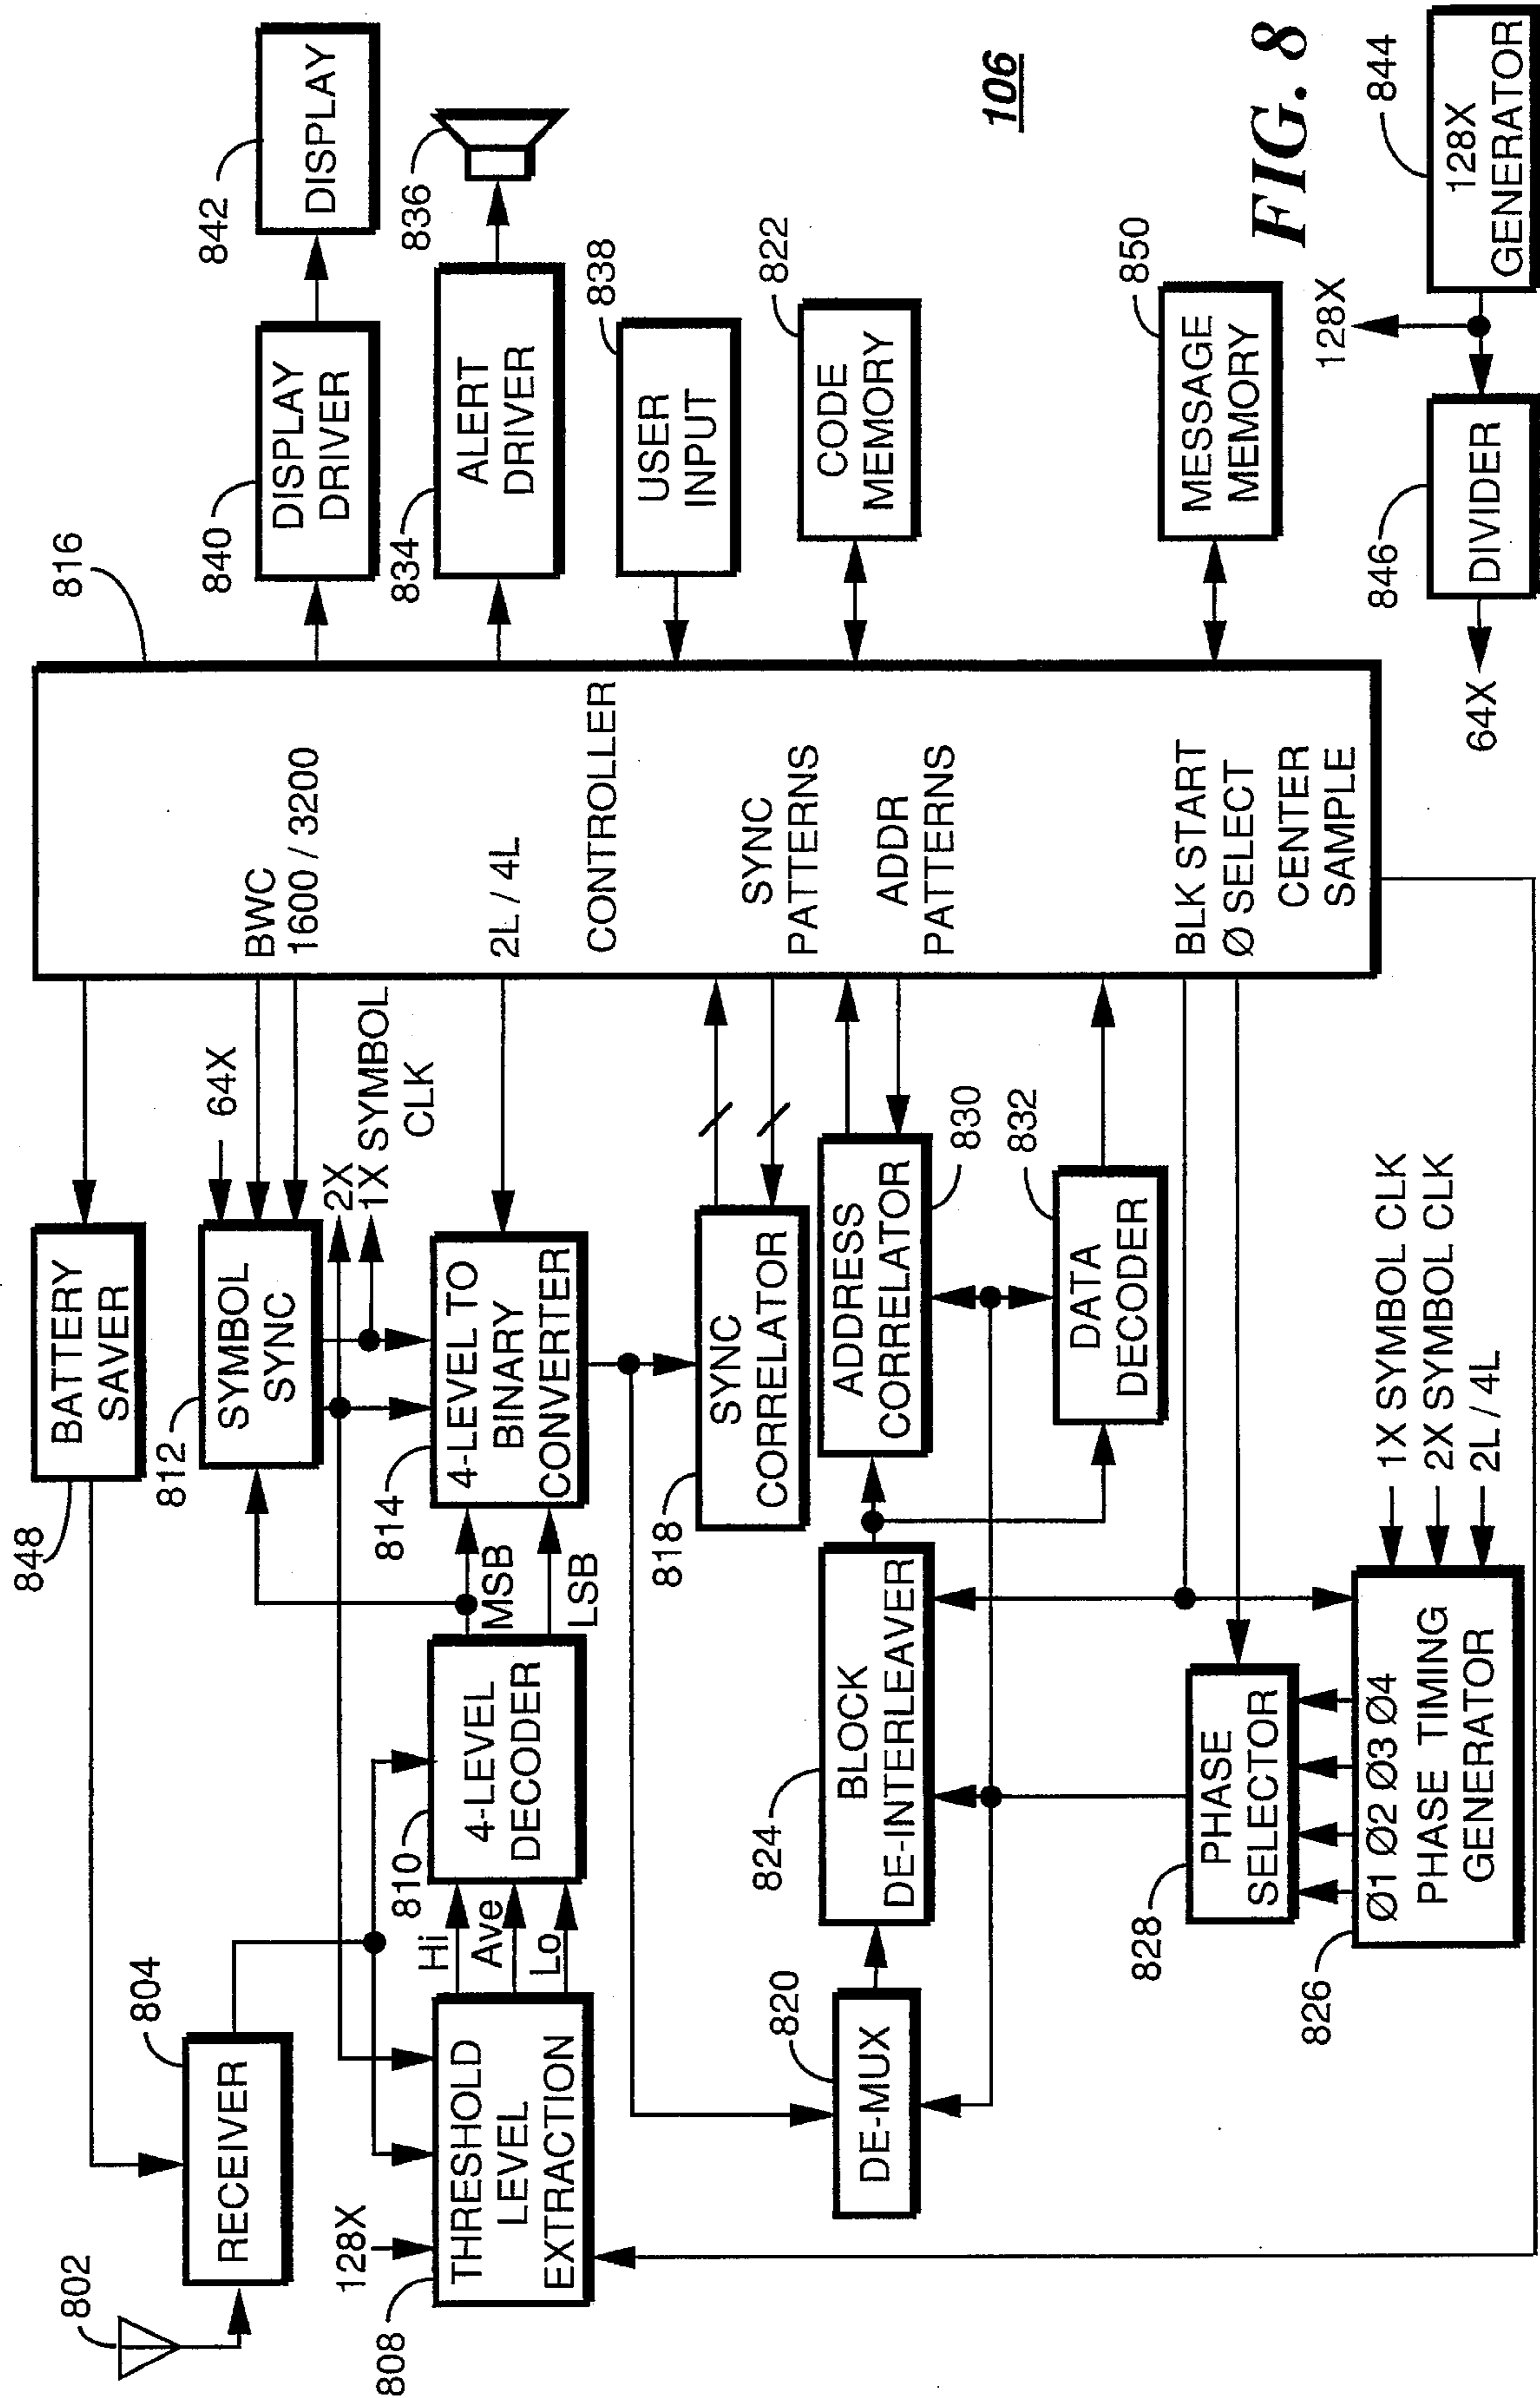 802
804
RECEIVER
848
BATTERY
SAVER
816
842
DISPLAY
840
DISPLAY
DRIVER
812
SYMBOL
SYNC
64X
BWC
1600 / 3200
2X
1X SYMBOL
CLK
128X
808
THRESHOLD
LEVEL
EXTRACTION
Hi
Ave
Lo
810
4-LEVEL
DECODER
MSB
LSB
814
4-LEVEL TO
BINARY
CONVERTER
2L / 4L
834
ALERT
DRIVER
836
CONTROLLER
838
USER
INPUT
818
SYNC
CORRELATOR
SYNC
PATTERNS
822
CODE
MEMORY
820
DE-MUX
824
BLOCK
DE-INTERLEAVER
830
ADDRESS
CORRELATOR
ADDR
PATTERNS
832
DATA
DECODER
106
850
MESSAGE
MEMORY
BLK START
Ø SELECT
CENTER
SAMPLE
828
PHASE
SELECTOR
826
Ø1 Ø2 Ø3 Ø4
PHASE TIMING
GENERATOR
1X SYMBOL CLK
2X SYMBOL CLK
2L / 4L
FIG. 8
128X
64X
846
DIVIDER
844
128X
GENERATOR